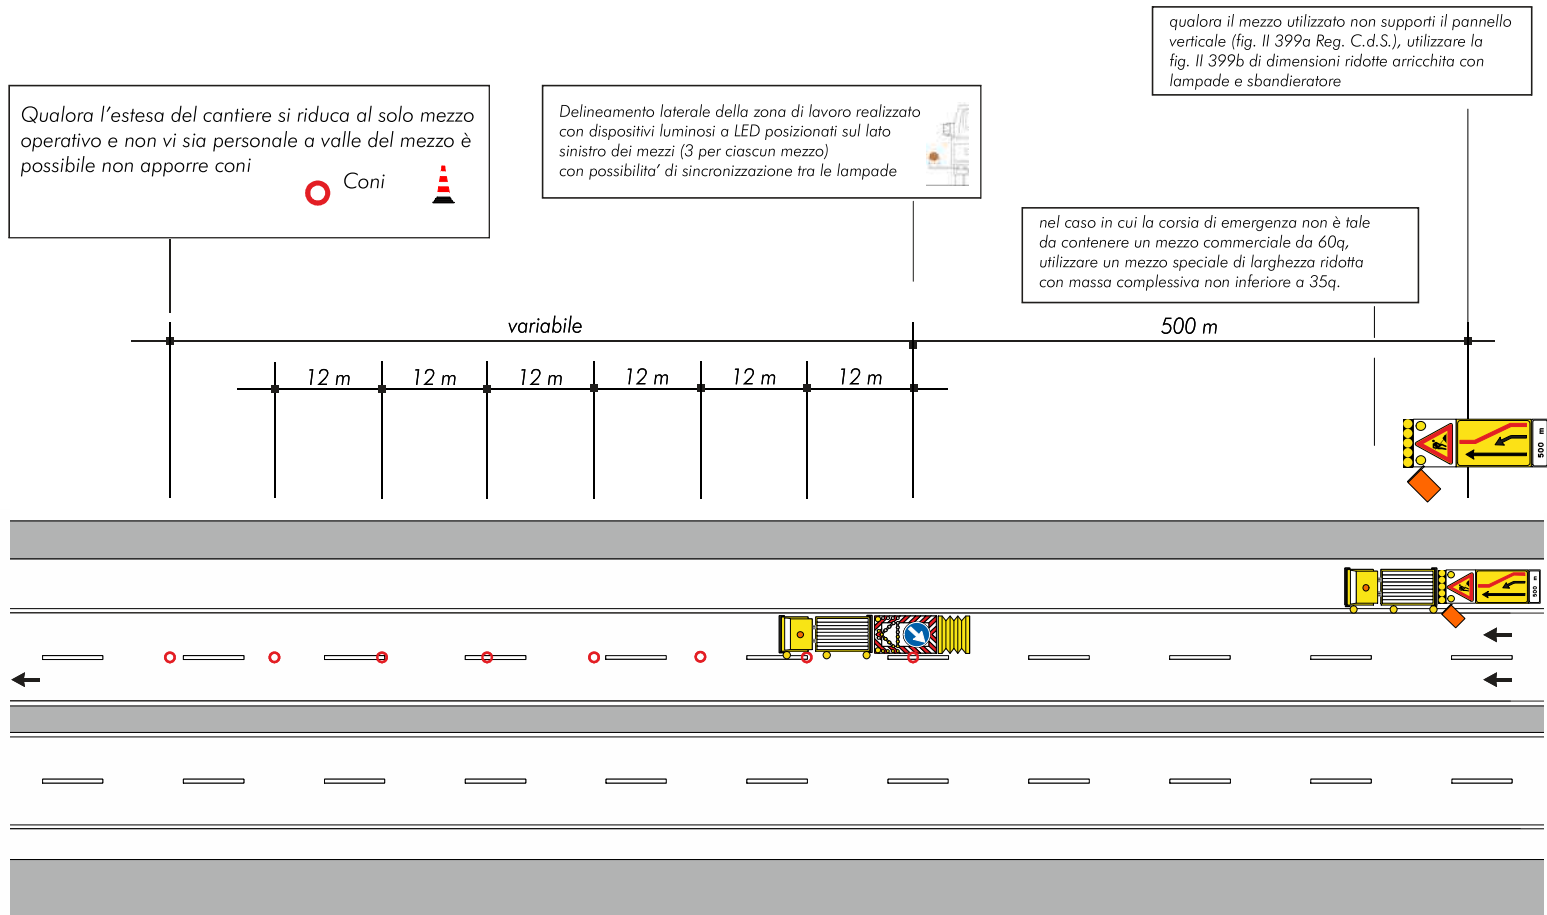 qualora il mezzo utilizzato non supporti il pannello
verticale (fig. II 399a Reg. C.d.S.), utilizzare la
fig. II 399b di dimensioni ridotte arricchita con
lampade e sbandieratore
Qualora l'estesa del cantiere si riduca al solo mezzo
operativo e non vi sia personale a valle del mezzo è
possibile non apporre coni
Coni
Delineamento laterale della zona di lavoro realizzato
con dispositivi luminosi a LED posizionati sul lato
sinistro dei mezzi (3 per ciascun mezzo)
con possibilita' di sincronizzazione tra le lampade
nel caso in cui la corsia di emergenza non è tale
da contenere un mezzo commerciale da 60q,
utilizzare un mezzo speciale di larghezza ridotta
con massa complessiva non inferiore a 35q.
variabile
500 m
12 m
12 m
12 m
12 m
12 m
12 m
500 m
500 m